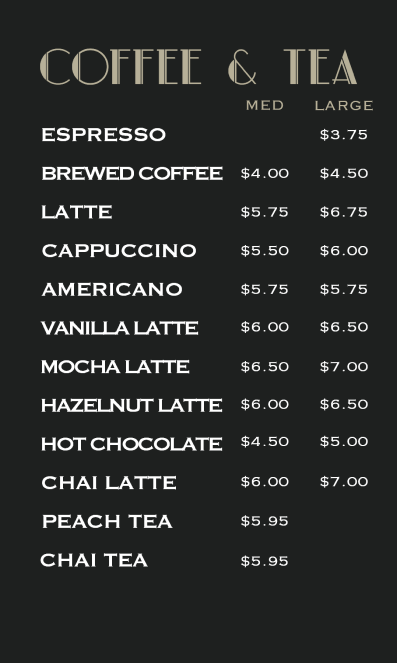 COFFEE & TEA
MED LARGE
ESPRESSO $3.75
BREWED COFFEE $4.00 $4.50
LATTE $5.75 $6.75
CAPPUCCINO $5.50 $6.00
AMERICANO $5.75 $5.75
VANILLA LATTE $6.00 $6.50
MOCHA LATTE $6.50 $7.00
HAZELNUT LATTE $6.00 $6.50
HOT CHOCOLATE $4.50 $5.00
CHAI LATTE $6.00 $7.00
PEACH TEA $5.95
CHAI TEA $5.95